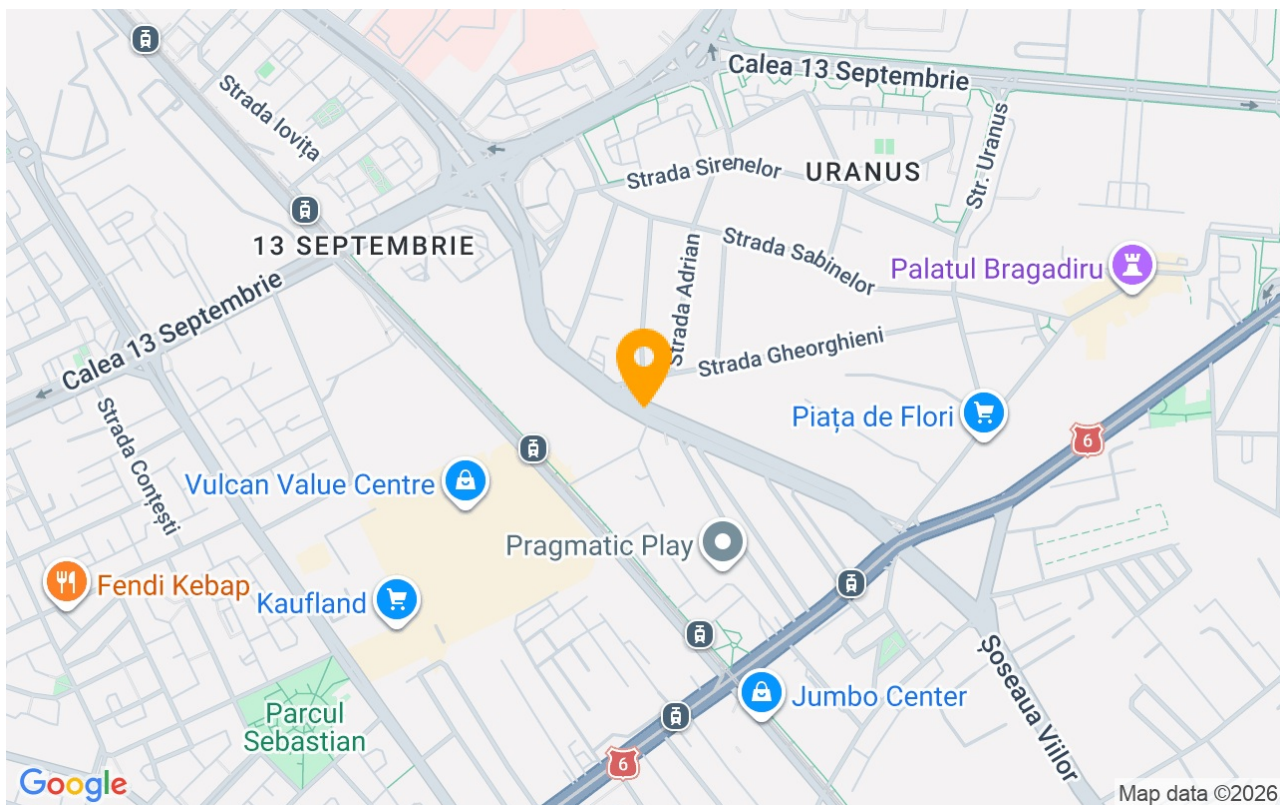 Calea 13 Septembrie
Strada Iovița
Strada Sirenelor
URANUS
Str. Uranus
13 SEPTEMBRIE
Strada Adrian
Strada Sabinelor
Palatul Bragadiru
Calea 13 Septembrie
Strada Gheorghieni
Piața de Flori
6
Strada Conțești
Vulcan Value Centre
Pragmatic Play
Fendi Kebap
Kaufland
Șoseaua Viilor
Jumbo Center
Parcul
Sebastian
6
Google
Map data ©2026